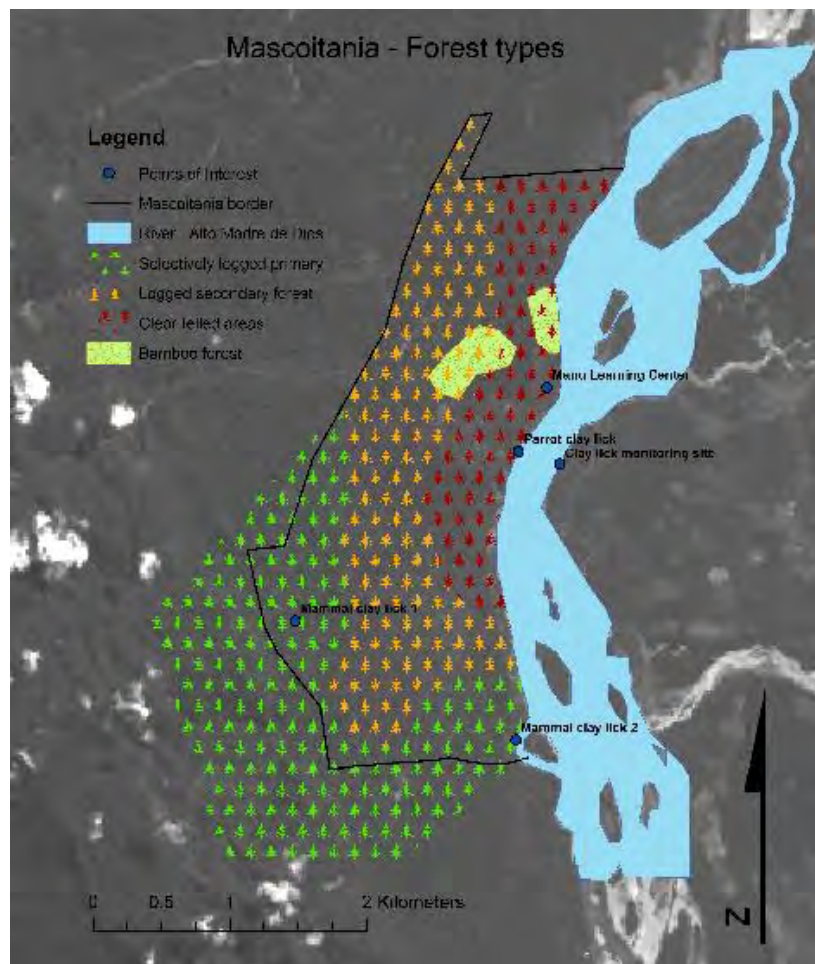 Mascoitania - Forest types
Legend
Points of Interest
Mascoitania border
River - Alto Madre de Dios
Selectively logged primary
Logged secondary forest
Clear felled areas
Bamboo forest
Manu Learning Center
Parrot clay lick
Clay lick monitoring site
Mammal clay lick 1
Mammal clay lick 2
0 0.5 1 2 Kilometers
N